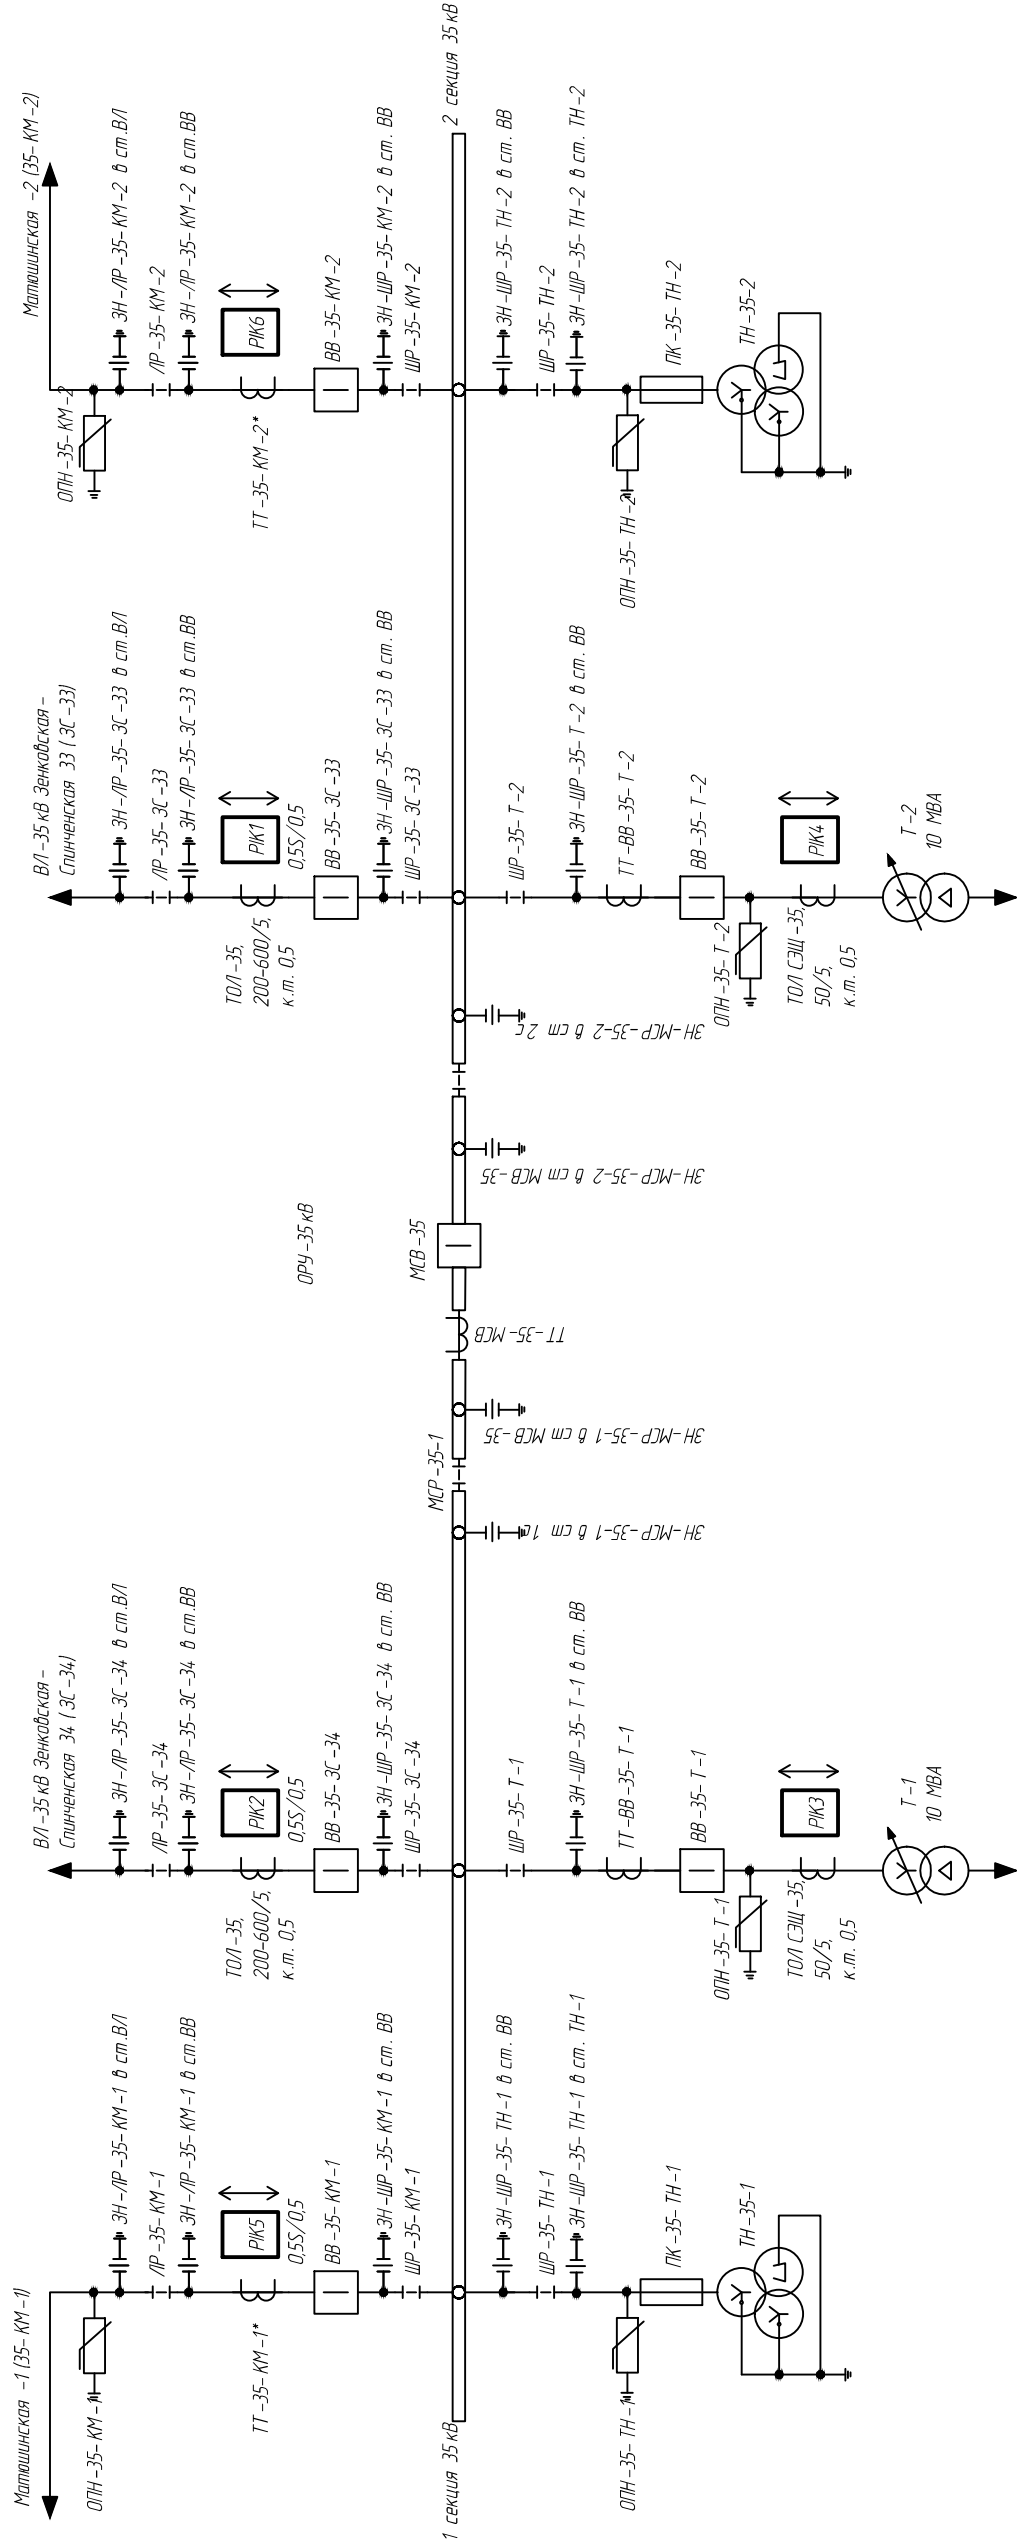 Матюшинская -1 (35-КМ-1)
ОПН-35-КМ-1
ЗН-ЛР-35-КМ-1 в ст.ВЛ
ЛР-35-КМ-1
ЗН-ЛР-35-КМ-1 в ст.ВВ
PIK5
0,5S/0,5
ТТ-35-КМ-1*
ВВ-35-КМ-1
ЗН-ШР-35-КМ-1 в ст. ВВ
ШР-35-КМ-1
1 секция 35 кВ
ЗН-ШР-35-ТН-1 в ст. ВВ
ШР-35-ТН-1
ЗН-ШР-35-ТН-1 в ст. ТН-1
ОПН-35-ТН-1
ПК-35-ТН-1
ТН-35-1
ВЛ-35 кВ Зенковская -
Спинченская 34 (ЗС-34)
ЗН-ЛР-35-ЗС-34 в ст.ВЛ
ЛР-35-ЗС-34
ЗН-ЛР-35-ЗС-34 в ст.ВВ
PIK2
0,5S/0,5
ТОЛ-35,
200-600/5,
к.т. 0,5
ВВ-35-ЗС-34
ЗН-ШР-35-ЗС-34 в ст. ВВ
ШР-35-ЗС-34
ШР-35-Т-1
ЗН-ШР-35-Т-1 в ст. ВВ
ТТ-ВВ-35-Т-1
ВВ-35-Т-1
ОПН-35-Т-1
PIK3
ТОЛ СЭЩ-35,
50/5,
к.т. 0,5
Т-1
10 МВА
ЗН-МСР-35-1 в ст 1с
МСР-35-1
ЗН-МСР-35-1 в ст МСВ-35
ТТ-35-МСВ
МСВ-35
ОРУ-35 кВ
ЗН-МСР-35-2 в ст МСВ-35
ЗН-МСР-35-2 в ст 2с
ВЛ-35 кВ Зенковская -
Спинченская 33 (ЗС-33)
ЗН-ЛР-35-ЗС-33 в ст.ВЛ
ЛР-35-ЗС-33
ЗН-ЛР-35-ЗС-33 в ст.ВВ
PIK1
0,5S/0,5
ТОЛ-35,
200-600/5,
к.т. 0,5
ВВ-35-ЗС-33
ЗН-ШР-35-ЗС-33 в ст. ВВ
ШР-35-ЗС-33
ШР-35-Т-2
ЗН-ШР-35-Т-2 в ст. ВВ
ТТ-ВВ-35-Т-2
ВВ-35-Т-2
ОПН-35-Т-2
PIK4
ТОЛ СЭЩ-35,
50/5,
к.т. 0,5
Т-2
10 МВА
Матюшинская -2 (35-КМ-2)
ОПН-35-КМ-2
ЗН-ЛР-35-КМ-2 в ст.ВЛ
ЛР-35-КМ-2
ЗН-ЛР-35-КМ-2 в ст.ВВ
PIK6
ТТ-35-КМ-2*
ВВ-35-КМ-2
ЗН-ШР-35-КМ-2 в ст. ВВ
ШР-35-КМ-2
2 секция 35 кВ
ЗН-ШР-35-ТН-2 в ст. ВВ
ШР-35-ТН-2
ЗН-ШР-35-ТН-2 в ст. ТН-2
ОПН-35-ТН-2
ПК-35-ТН-2
ТН-35-2